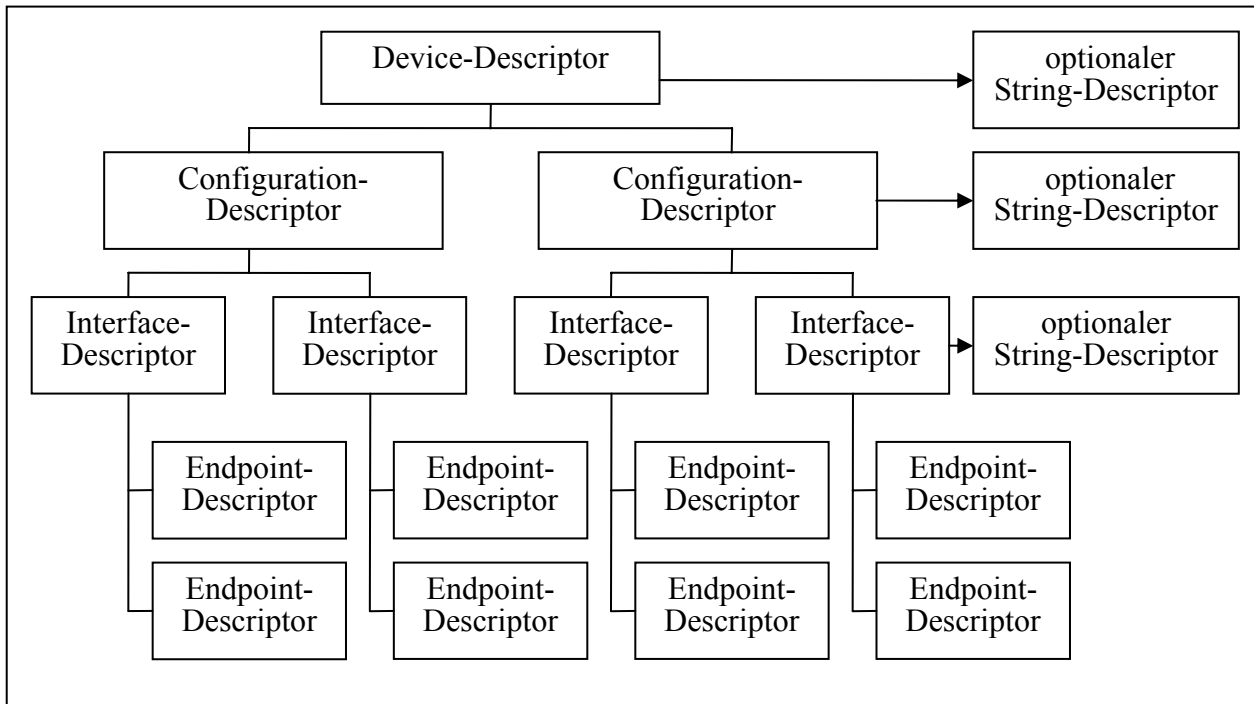 Device-Descriptor
optionaler
String-Descriptor
Configuration-
Descriptor
Configuration-
Descriptor
optionaler
String-Descriptor
Interface-
Descriptor
Interface-
Descriptor
Interface-
Descriptor
Interface-
Descriptor
optionaler
String-Descriptor
Endpoint-
Descriptor
Endpoint-
Descriptor
Endpoint-
Descriptor
Endpoint-
Descriptor
Endpoint-
Descriptor
Endpoint-
Descriptor
Endpoint-
Descriptor
Endpoint-
Descriptor